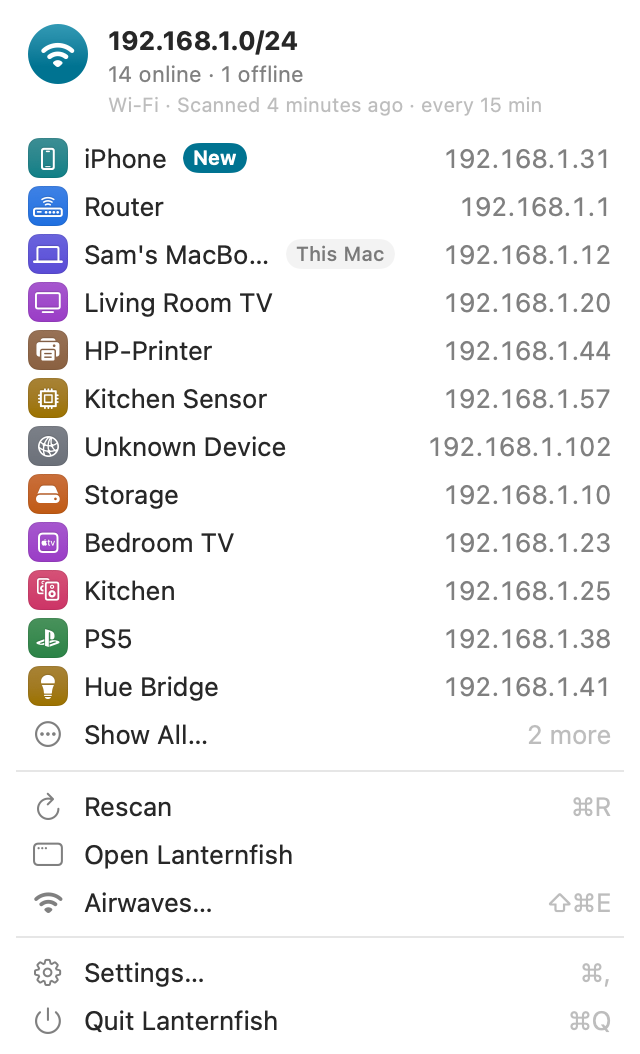 192.168.1.0/24
14 online · 1 offline
Wi-Fi · Scanned 4 minutes ago · every 15 min
iPhone New 192.168.1.31
Router 192.168.1.1
Sam's MacBo... This Mac 192.168.1.12
Living Room TV 192.168.1.20
HP-Printer 192.168.1.44
Kitchen Sensor 192.168.1.57
Unknown Device 192.168.1.102
Storage 192.168.1.10
tv Bedroom TV 192.168.1.23
Kitchen 192.168.1.25
PS5 192.168.1.38
Hue Bridge 192.168.1.41
Show All... 2 more
Rescan ⌘R
Open Lanternfish
Airwaves... ⇧⌘E
Settings... ⌘,
Quit Lanternfish ⌘Q